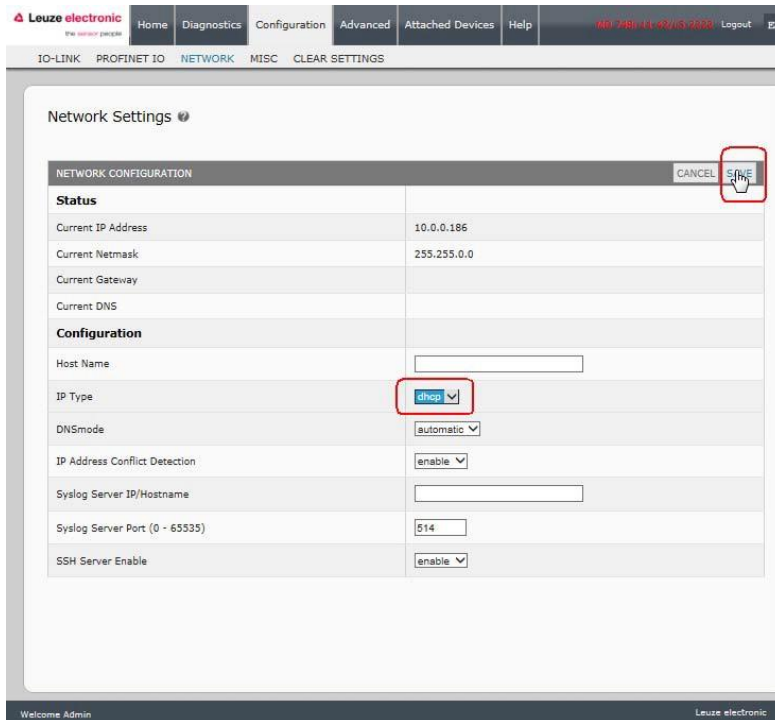 Leuze electronic
the sensor people
Home Diagnostics Configuration Advanced Attached Devices Help Logout
IO-LINK PROFINET IO NETWORK MISC CLEAR SETTINGS
Network Settings
NETWORK CONFIGURATION CANCEL SAVE
Status
Current IP Address 10.0.0.186
Current Netmask 255.255.0.0
Current Gateway
Current DNS
Configuration
Host Name
IP Type dhcp
DNSmode automatic
IP Address Conflict Detection enable
Syslog Server IP/Hostname
Syslog Server Port (0 - 65535) 514
SSH Server Enable enable
Welcome Admin Leuze electronic